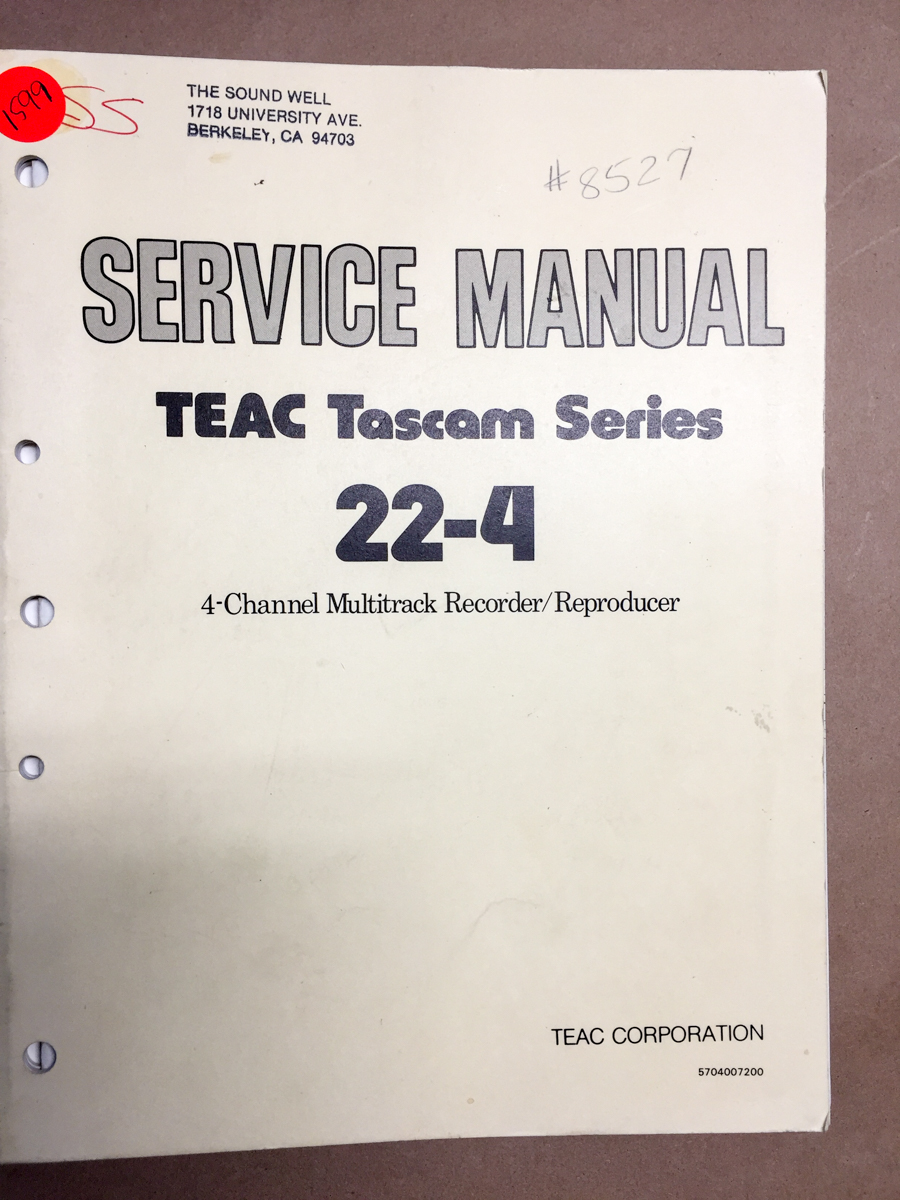 1599
SS
THE SOUND WELL
1718 UNIVERSITY AVE.
BERKELEY, CA 94703
#8527
SERVICE MANUAL
TEAC Tascam Series
22-4
4-Channel Multitrack Recorder/Reproducer
TEAC CORPORATION
5704007200